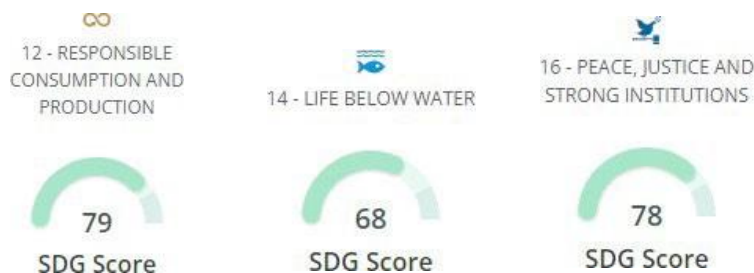 12 - RESPONSIBLE
CONSUMPTION AND
PRODUCTION
79
SDG Score
14 - LIFE BELOW WATER
68
SDG Score
16 - PEACE, JUSTICE AND
STRONG INSTITUTIONS
78
SDG Score